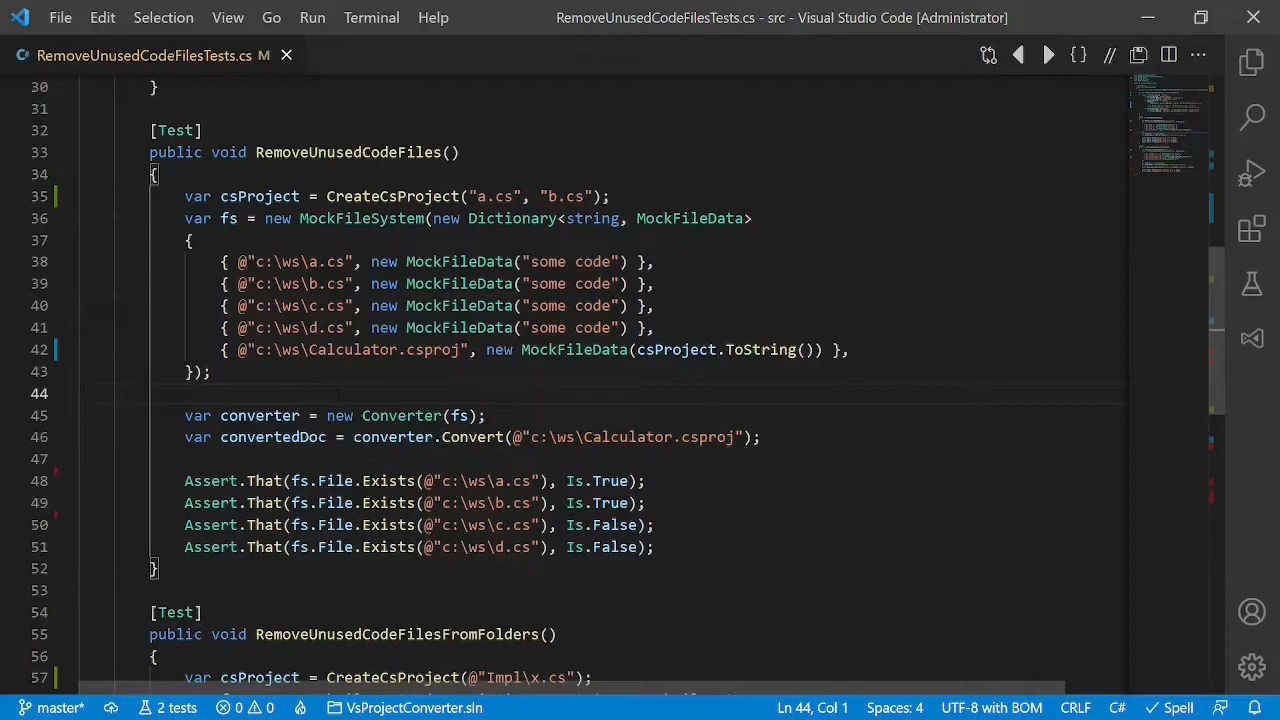 File Edit Selection View Go Run Terminal Help RemoveUnusedCodeFilesTests.cs - src - Visual Studio Code [Administrator]
RemoveUnusedCodeFilesTests.cs M
30 }
31
32 [Test]
33 public void RemoveUnusedCodeFiles()
34 {
35 var csProject = CreateCsProject("a.cs", "b.cs");
36 var fs = new MockFileSystem(new Dictionary<string, MockFileData>
37 {
38 { @"c:\ws\a.cs", new MockFileData("some code") },
39 { @"c:\ws\b.cs", new MockFileData("some code") },
40 { @"c:\ws\c.cs", new MockFileData("some code") },
41 { @"c:\ws\d.cs", new MockFileData("some code") },
42 { @"c:\ws\Calculator.csproj", new MockFileData(csProject.ToString()) },
43 });
44
45 var converter = new Converter(fs);
46 var convertedDoc = converter.Convert(@"c:\ws\Calculator.csproj");
47
48 Assert.That(fs.File.Exists(@"c:\ws\a.cs"), Is.True);
49 Assert.That(fs.File.Exists(@"c:\ws\b.cs"), Is.True);
50 Assert.That(fs.File.Exists(@"c:\ws\c.cs"), Is.False);
51 Assert.That(fs.File.Exists(@"c:\ws\d.cs"), Is.False);
52 }
53
54 [Test]
55 public void RemoveUnusedCodeFilesFromFolders()
56 {
57 var csProject = CreateCsProject(@"Impl\x.cs");
master* 2 tests 0 0 VsProjectConverter.sln Ln 44, Col 1 Spaces: 4 UTF-8 with BOM CRLF C# Spell